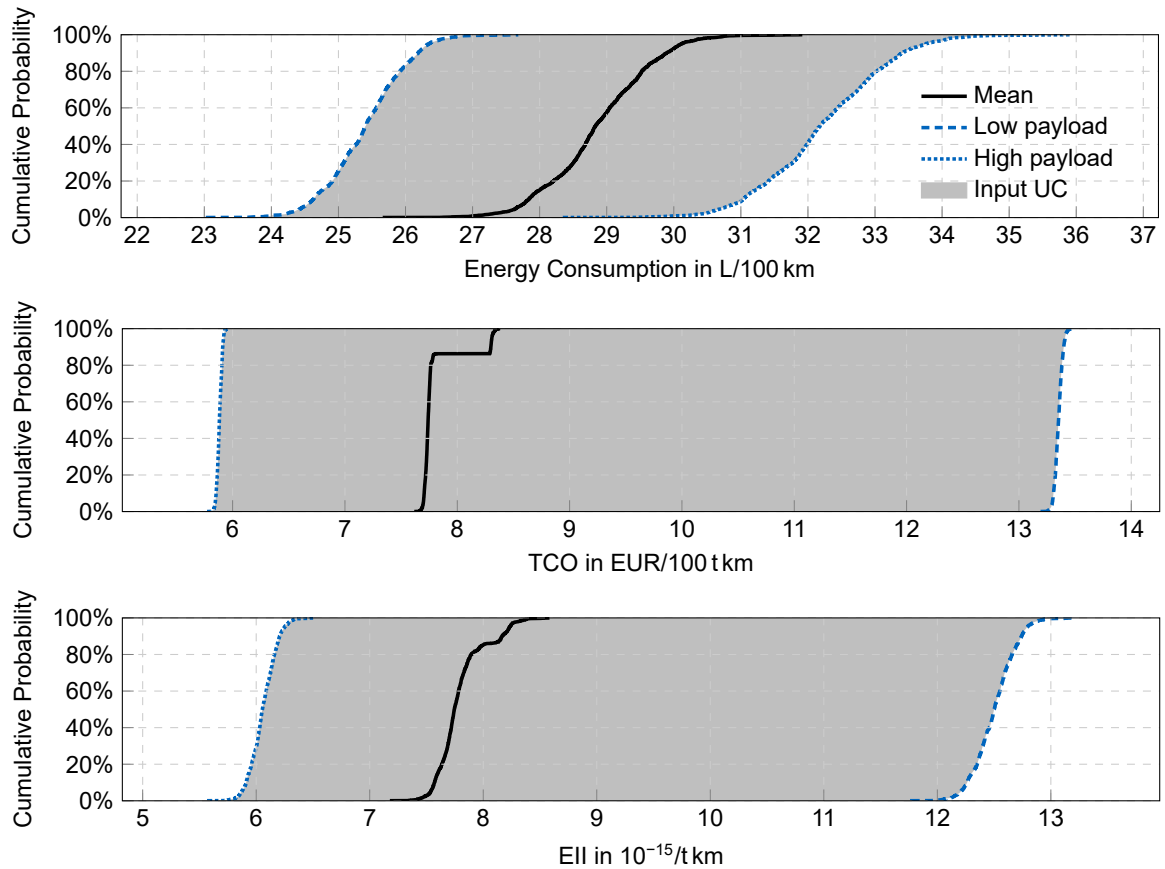 100%
80%
60%
40%
20%
0%
Cumulative Probability
Mean
Low payload
High payload
Input UC
22 23 24 25 26 27 28 29 30 31 32 33 34 35 36 37
Energy Consumption in L/100 km
100%
80%
60%
40%
20%
0%
Cumulative Probability
6 7 8 9 10 11 12 13 14
TCO in EUR/100 t km
100%
80%
60%
40%
20%
0%
Cumulative Probability
5 6 7 8 9 10 11 12 13
EII in 10⁻¹⁵/t km